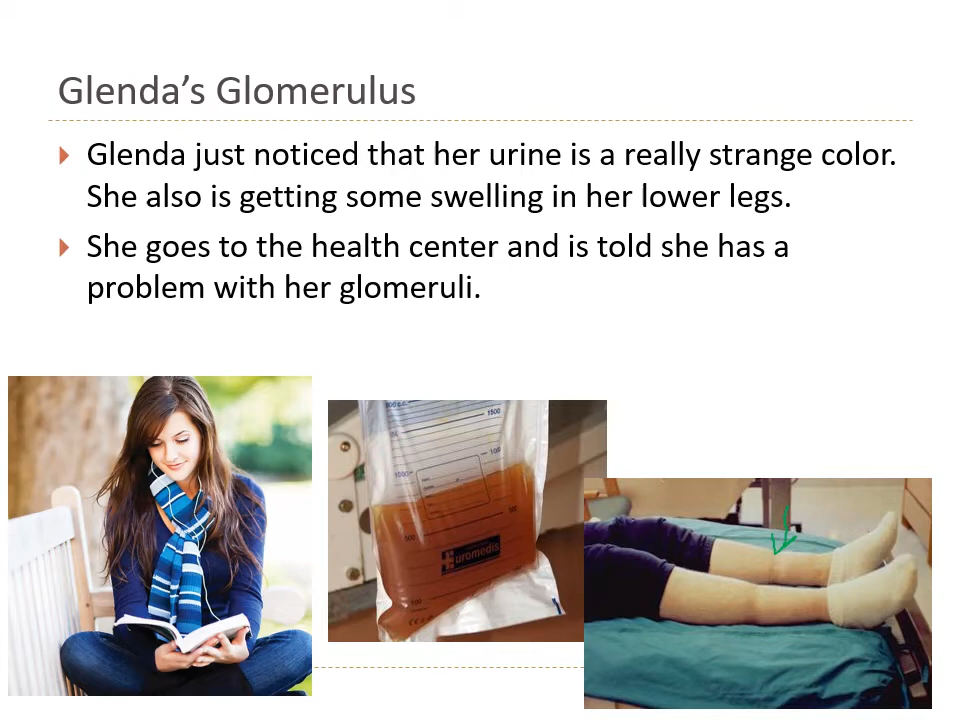 Glenda's Glomerulus
Glenda just noticed that her urine is a really strange color.
She also is getting some swelling in her lower legs.
She goes to the health center and is told she has a
problem with her glomeruli.
1500
1000
500
500
100
Euromedis